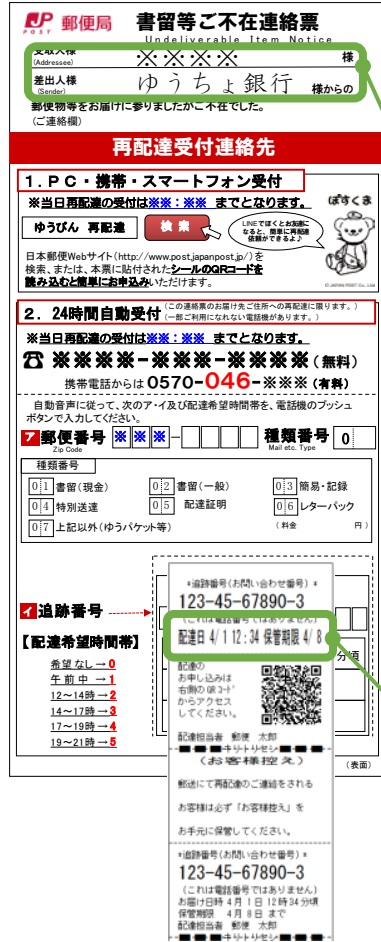 JP 郵便局
POST
書留等ご不在連絡票
Undeliverable Item Notice
受取人様 ※※※※ 様
(Addressee)
差出人様 ゆうちょ銀行 様からの
(Sender)
郵便物等をお届けに参りましたがご不在でした。
(ご連絡欄)
再配達受付連絡先
1.PC・携帯・スマートフォン受付
※当日再配達の受付は※※:※※ までとなります。
ゆうびん 再配達 検索
LINEでぼくとお友達に
なると、簡単に再配達
依頼ができるよ♪
ぽすくま
日本郵便Webサイト(http://www.post.japanpost.jp/)を
検索、または、本票に貼付されたシールのQRコードを
読み込むと簡単にお申込みいただけます。
© JAPAN POST Co., Ltd
2.24時間自動受付
(この連絡票のお届け先ご住所への再配達に限ります。)
(一部ご利用になれない電話機があります。)
※当日再配達の受付は※※:※※ までとなります。
☎ ※※※※-※※※-※※※※(無料)
携帯電話からは0570-046-※※※(有料)
自動音声に従って、次のア・イ及び配達希望時間帯を、電話機のプッシュ
ボタンで入力してください。
ア郵便番号 ※※※- 種類番号 0
Zip Code Mail etc. Type
種類番号
01 書留(現金) 02 書留(一般) 03 簡易・記録
04 特別送達 05 配達証明 06 レターパック
07 上記以外(ゆうパケット等) (料金 円)
イ追跡番号
【配達希望時間帯】
希望なし→0
午前中→1
12~14時→2
14~17時→3
17~19時→4
19~21時→5
分頃
(表面)
*追跡番号(お問い合わせ番号)*
123-45-67890-3
(これは電話番号ではありません)
配達日 4/ 1 12:34 保管期限 4/ 8
配達の
お申し込みは
右側のQRコード
からアクセス
してください。
配達担当者 郵便 太郎
キリトリセン
(お客様控え)
郵送にて再配達のご連絡をされる
お客様は必ず「お客様控え」を
お手元に保管してください。
*追跡番号(お問い合わせ番号)*
123-45-67890-3
(これは電話番号ではありません)
お届け日時 4月 1日 12時34分頃
保管期限 4月 8日 まで
配達担当者 郵便 太郎
キリトリセン